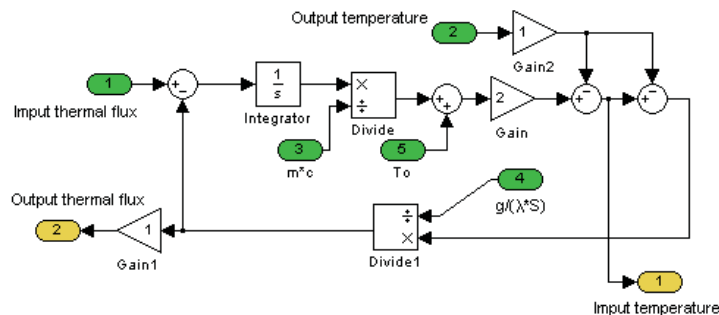 Output temperature
2
1
Gain2
1
Imput thermal flux
−
1
s
Integrator
×
÷
Divide
3
m*c
+
+
5
To
2
Gain
−
−
4
g/(λ*S)
÷
×
Divide1
Output thermal flux
2
1
Gain1
1
Imput temperature